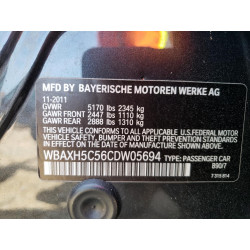 MFD BY BAYERISCHE MOTOREN WERKE AG
11-2011
GVWR 5170 lbs 2345 kg
GAWR FRONT 2447 lbs 1110 kg
GAWR REAR 2888 lbs 1310 kg
THIS VEHICLE CONFORMS TO ALL APPLICABLE
U.S. FEDERAL MOTOR VEHICLE SAFETY, BUMPER,
AND THEFT PREVENTION STANDARDS IN
EFFECT ON THE DATE OF MANUFACTURE
SHOWN ABOVE.
WBAXH5C56CDW05694 TYPE: PASSENGER CAR
890/7